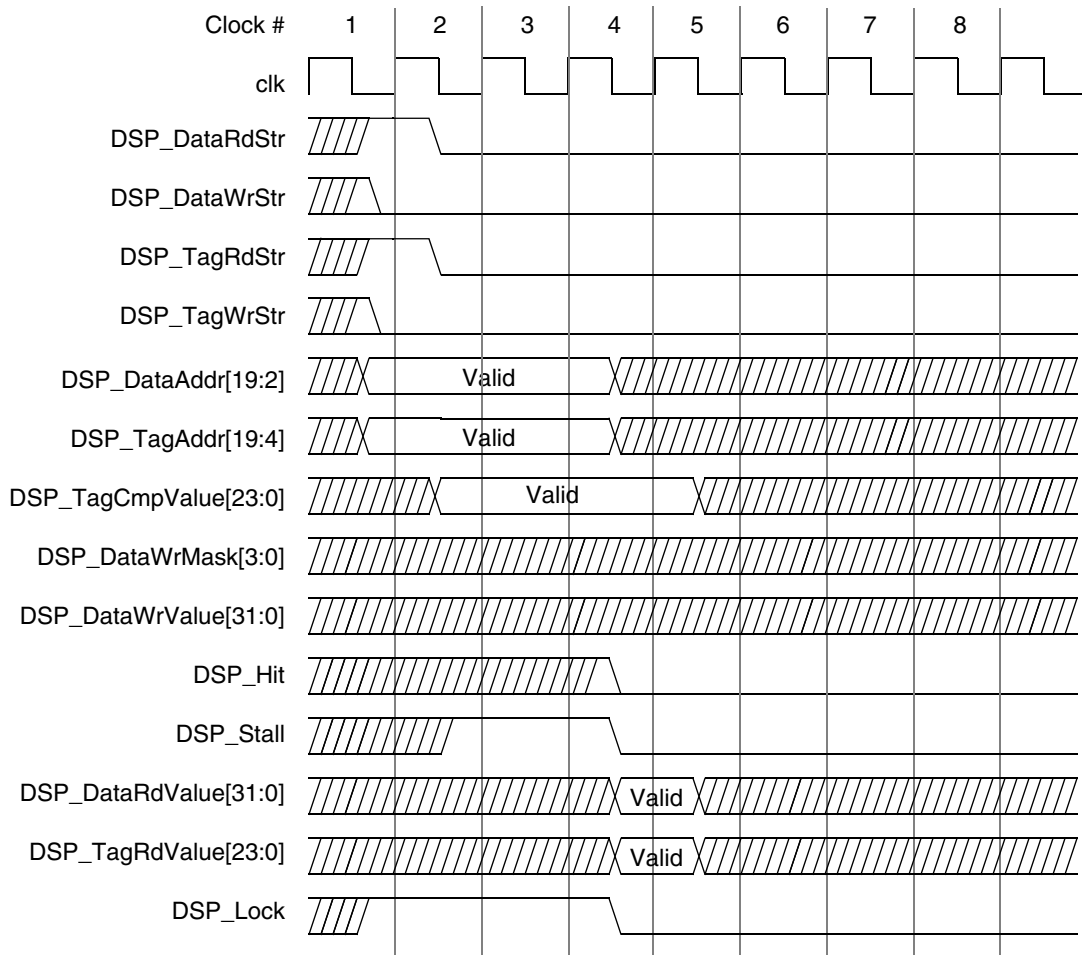 Clock # 1 2 3 4 5 6 7 8
clk
DSP_DataRdStr
DSP_DataWrStr
DSP_TagRdStr
DSP_TagWrStr
DSP_DataAddr[19:2] Valid
DSP_TagAddr[19:4] Valid
DSP_TagCmpValue[23:0] Valid
DSP_DataWrMask[3:0]
DSP_DataWrValue[31:0]
DSP_Hit
DSP_Stall
DSP_DataRdValue[31:0] Valid
DSP_TagRdValue[23:0] Valid
DSP_Lock